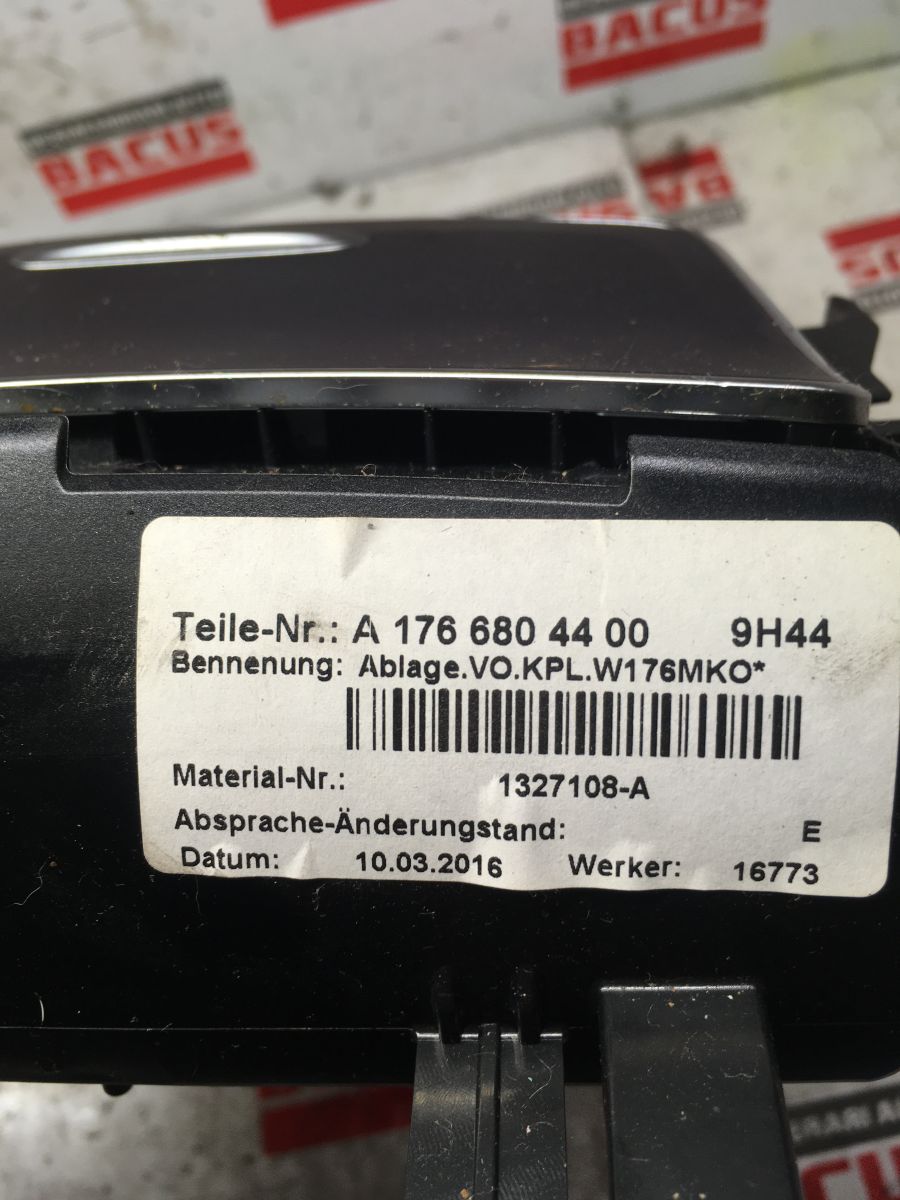 BACUS
BACUS
Teile-Nr.: A 176 680 44 00 9H44
Bennenung: Ablage.VO.KPL.W176MKO*
Material-Nr.: 1327108-A
Absprache-Änderungstand: E
Datum: 10.03.2016 Werker: 16773